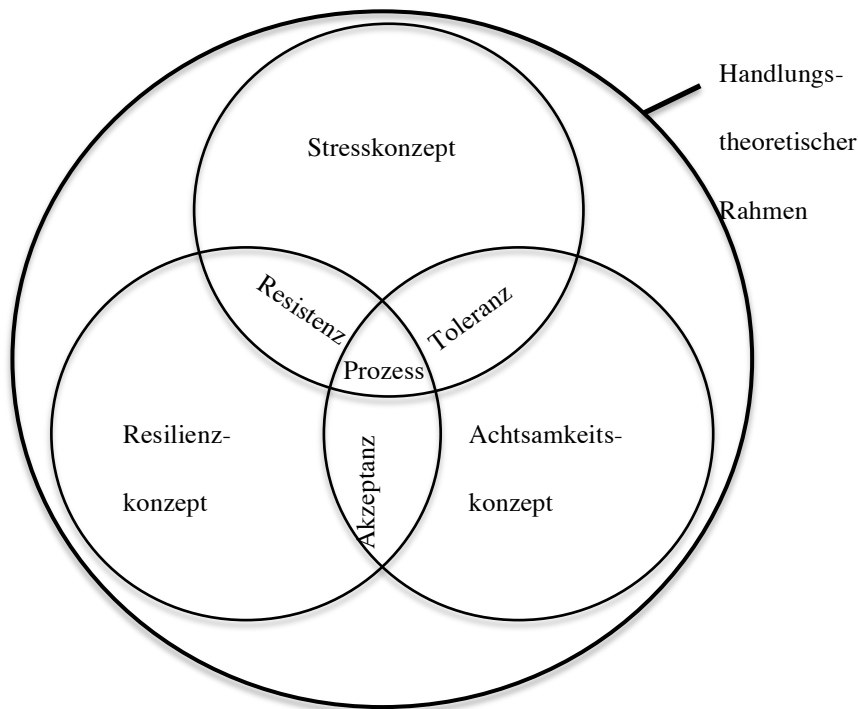 Handlungs-
theoretischer
Rahmen
Stresskonzept
Resistenz
Toleranz
Prozess
Resilienz-
konzept
Akzeptanz
Achtsamkeits-
konzept